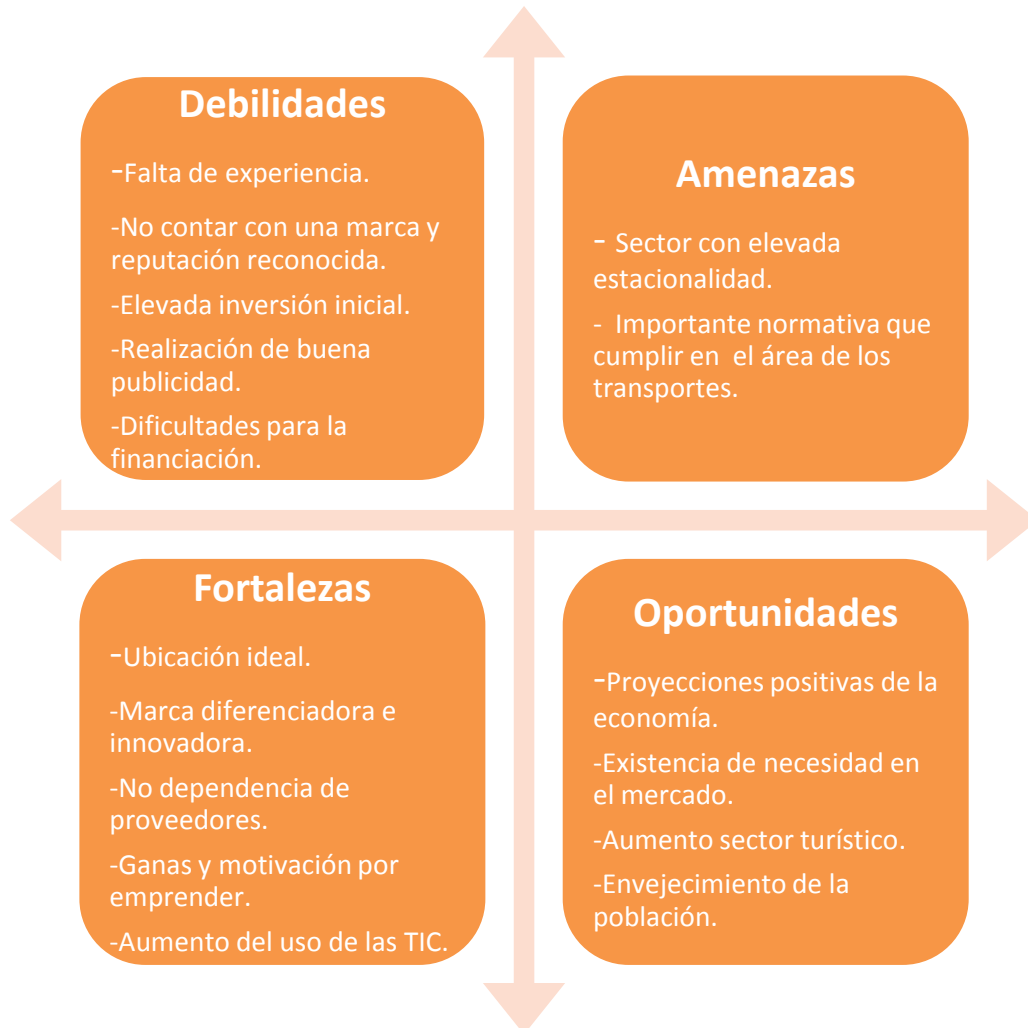 Debilidades
-Falta de experiencia.
-No contar con una marca y
reputación reconocida.
-Elevada inversión inicial.
-Realización de buena
publicidad.
-Dificultades para la
financiación.
Amenazas
- Sector con elevada
estacionalidad.
- Importante normativa que
cumplir en el área de los
transportes.
Fortalezas
-Ubicación ideal.
-Marca diferenciadora e
innovadora.
-No dependencia de
proveedores.
-Ganas y motivación por
emprender.
-Aumento del uso de las TIC.
Oportunidades
-Proyecciones positivas de la
economía.
-Existencia de necesidad en
el mercado.
-Aumento sector turístico.
-Envejecimiento de la
población.